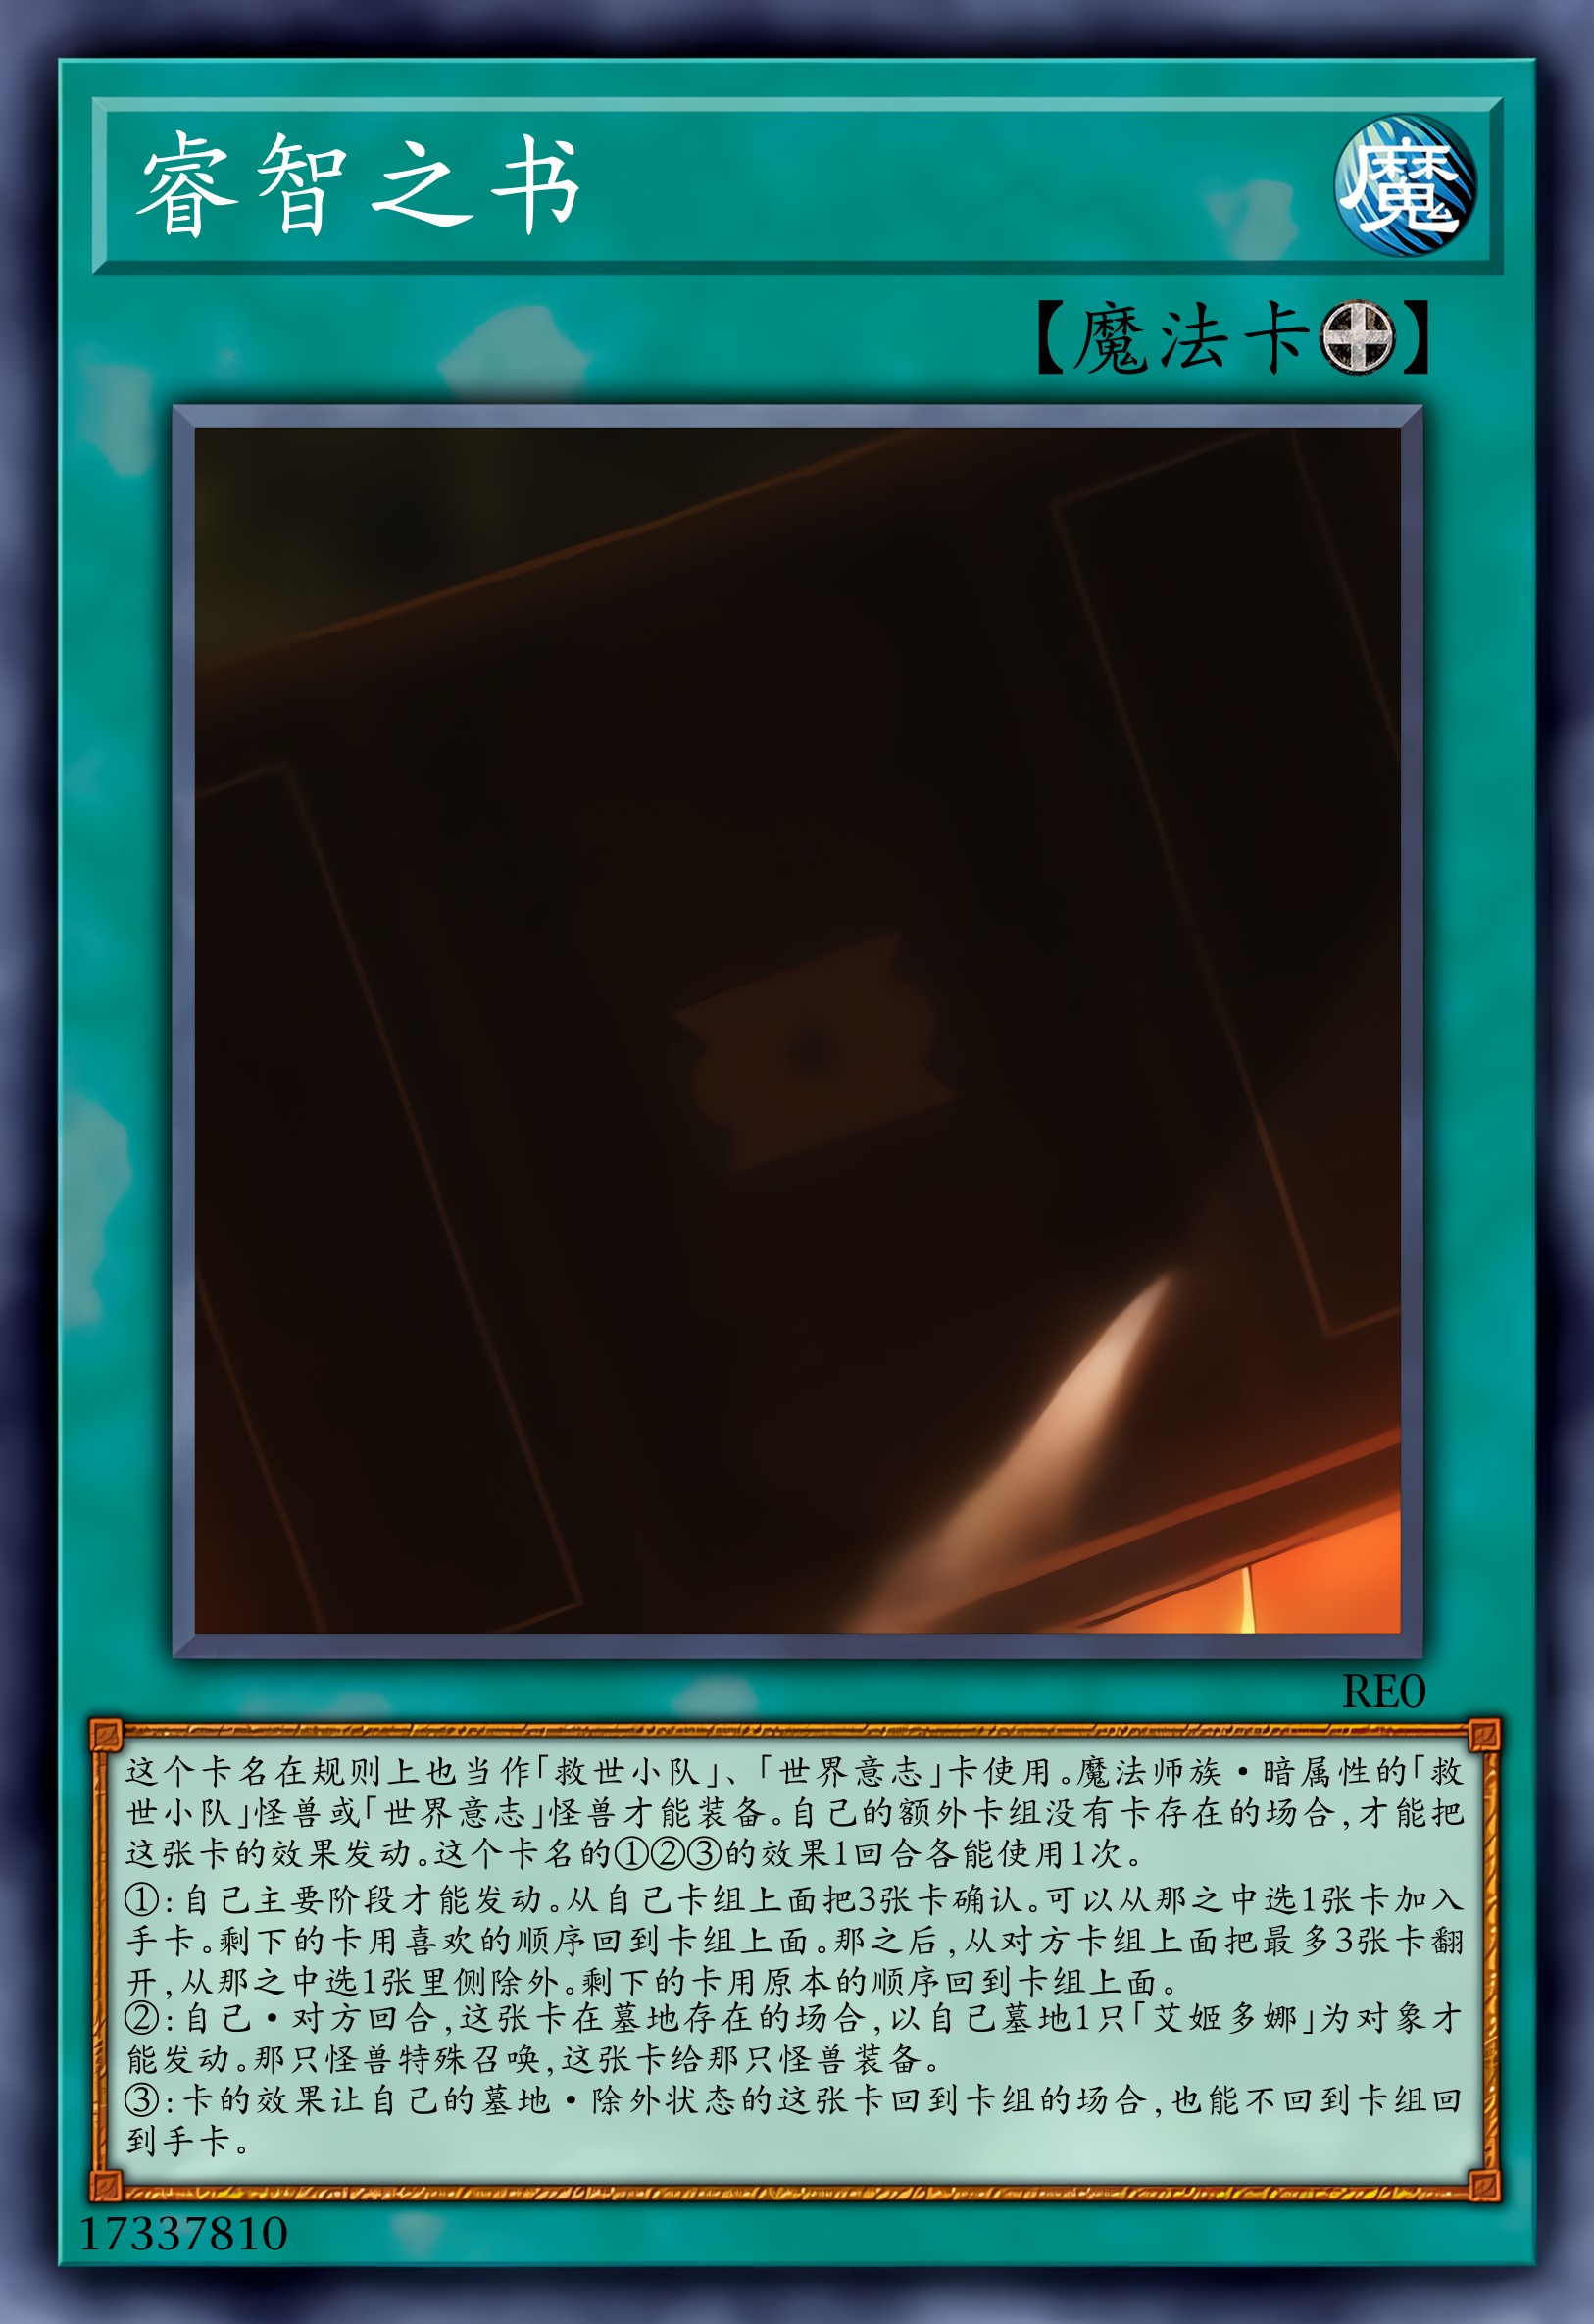 睿智之书
魔
【魔法卡】
RE0
这个卡名在规则上也当作「救世小队」、「世界意志」卡使用。魔法师族・暗属性的「救
世小队」怪兽或「世界意志」怪兽才能装备。自己的额外卡组没有卡存在的场合,才能把
这张卡的效果发动。这个卡名的①②③的效果1回合各能使用1次。
①:自己主要阶段才能发动。从自己卡组上面把3张卡确认。可以从那之中选1张卡加入
手卡。剩下的卡用喜欢的顺序回到卡组上面。那之后,从对方卡组上面把最多3张卡翻
开,从那之中选1张里侧除外。剩下的卡用原本的顺序回到卡组上面。
②:自己・对方回合,这张卡在墓地存在的场合,以自己墓地1只「艾姬多娜」为对象才
能发动。那只怪兽特殊召唤,这张卡给那只怪兽装备。
③:卡的效果让自己的墓地・除外状态的这张卡回到卡组的场合,也能不回到卡组回
到手卡。
17337810